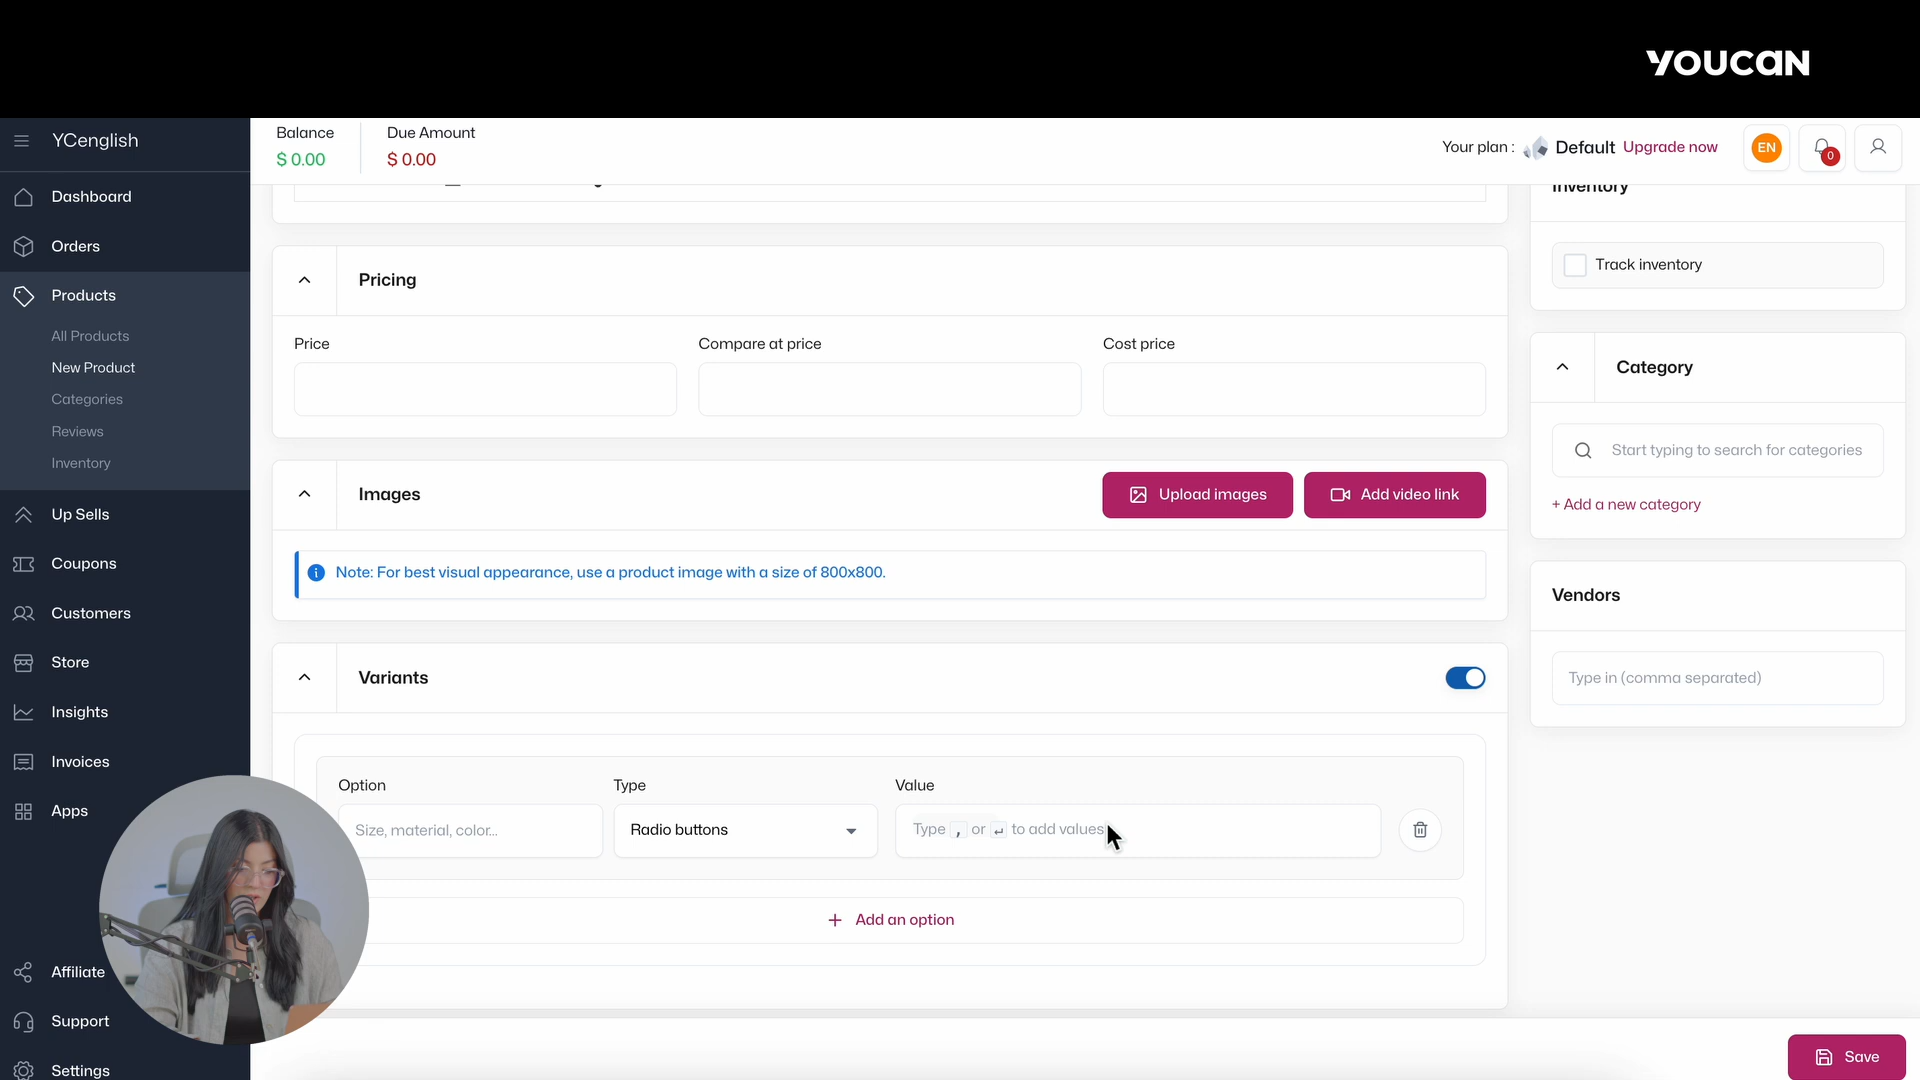 YOUCAN
YCenglish
Balance
$ 0.00
Due Amount
$ 0.00
Your plan : Default Upgrade now
EN
0
Dashboard
Orders
Products
All Products
New Product
Categories
Reviews
Inventory
Up Sells
Coupons
Customers
Store
Insights
Invoices
Apps
Affiliate
Support
Settings
Pricing
Price
Compare at price
Cost price
Images
Upload images
Add video link
Note: For best visual appearance, use a product image with a size of 800x800.
Variants
Option
Type
Value
Size, material, color...
Radio buttons
Type , or ↵ to add values
+ Add an option
Inventory
Track inventory
Category
Start typing to search for categories
+ Add a new category
Vendors
Type in (comma separated)
Save